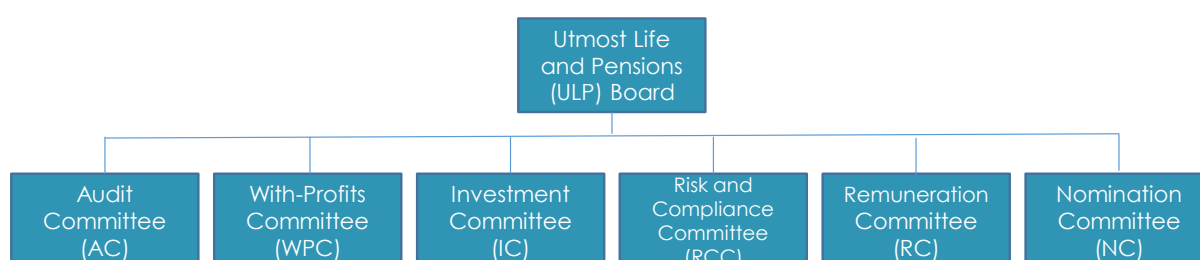 Utmost Life
and Pensions
(ULP) Board
Audit
Committee
(AC)
With-Profits
Committee
(WPC)
Investment
Committee
(IC)
Risk and
Compliance
Committee
(RCC)
Remuneration
Committee
(RC)
Nomination
Committee
(NC)